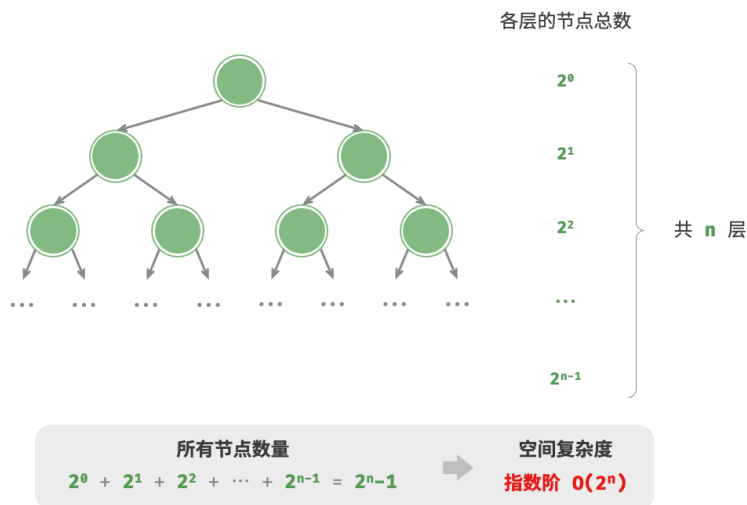 各层的节点总数
2⁰
2¹
2²
共 n 层
... ... ... ... ... ... ... ...
...
2ⁿ⁻¹
所有节点数量
2⁰ + 2¹ + 2² + ... + 2ⁿ⁻¹ = 2ⁿ-1
空间复杂度
指数阶 O(2ⁿ)